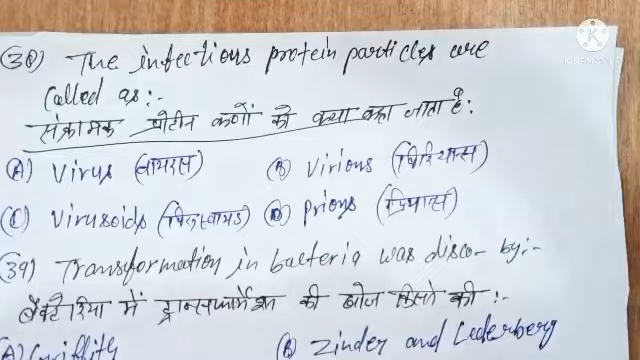 (38) The infectious protein particles are
called as:-
संक्रामक प्रोटीन कणों को क्या कहा जाता है:
(A) Virus (वायरस) (B) Virions (विरियान्स)
(C) Virusoids (विरूस्वायड) (D) Prions (प्रियान्स)
(39) Transformation in bacteria was disco- by:-
बैक्टेरिया में ट्रान्सफार्मेशन की खोज किसने की :-
(A) Griffith (B) Zinder and Lederberg
K